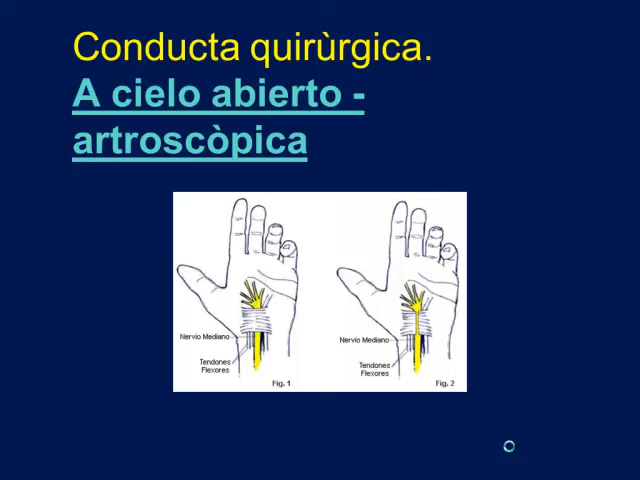 Conducta quirùrgica.
A cielo abierto -
artroscòpica
Nervio Mediano
Tendones
Flexores
Fig. 1
Nervio Mediano
Tendones
Flexores
Fig. 2